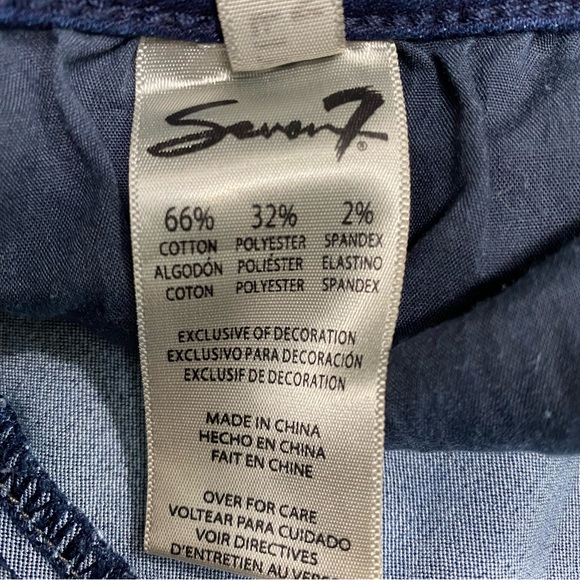 Seven7®
66% 32% 2%
COTTON POLYESTER SPANDEX
ALGODÓN POLIÉSTER ELASTINO
COTON POLYESTER SPANDEX
EXCLUSIVE OF DECORATION
EXCLUSIVO PARA DECORACIÓN
EXCLUSIF DE DECORATION
MADE IN CHINA
HECHO EN CHINA
FAIT EN CHINE
OVER FOR CARE
VOLTEAR PARA CUIDADO
VOIR DIRECTIVES
D'ENTRETIEN AU VERSO